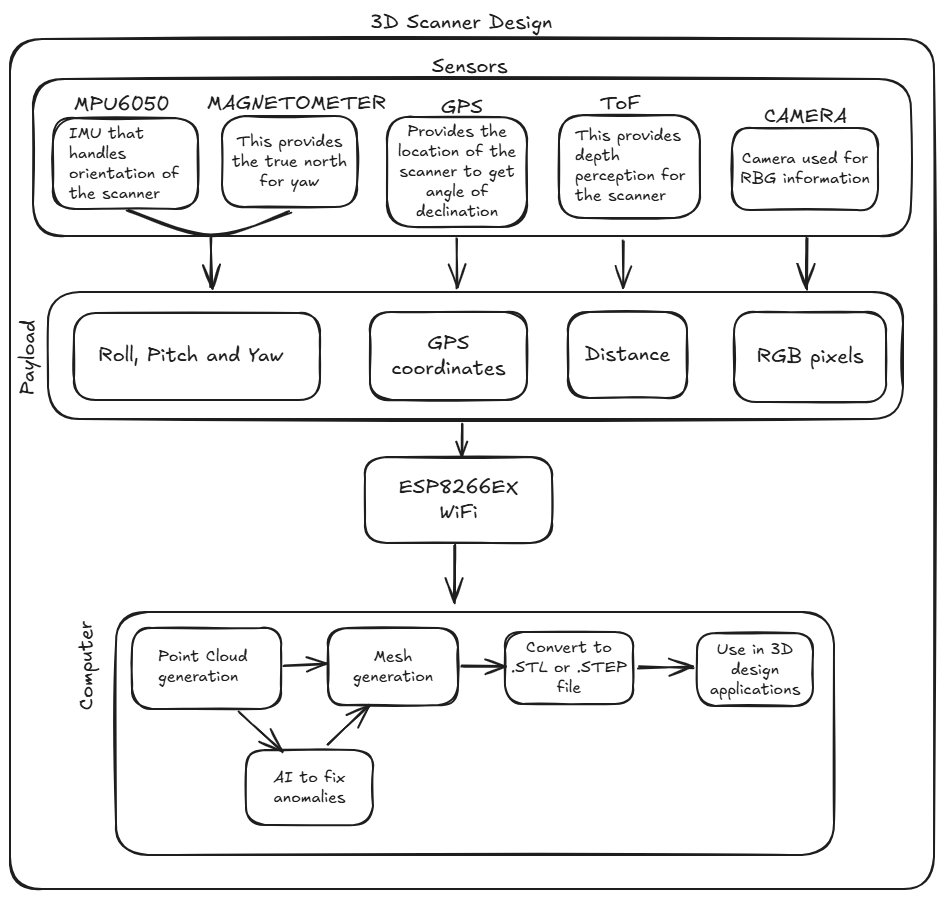 3D Scanner Design
Sensors
MPU6050
IMU that
handles
orientation of
the scanner
MAGNETOMETER
This provides
the true north
for yaw
GPS
Provides the
location of the
scanner to get
angle of
declination
ToF
This provides
depth
perception for
the scanner
CAMERA
Camera used for
RBG information
Payload
Roll, Pitch and Yaw
GPS
coordinates
Distance
RGB pixels
ESP8266EX
WiFi
Computer
Point Cloud
generation
Mesh
generation
Convert to
.STL or .STEP
file
Use in 3D
design
applications
AI to fix
anomalies